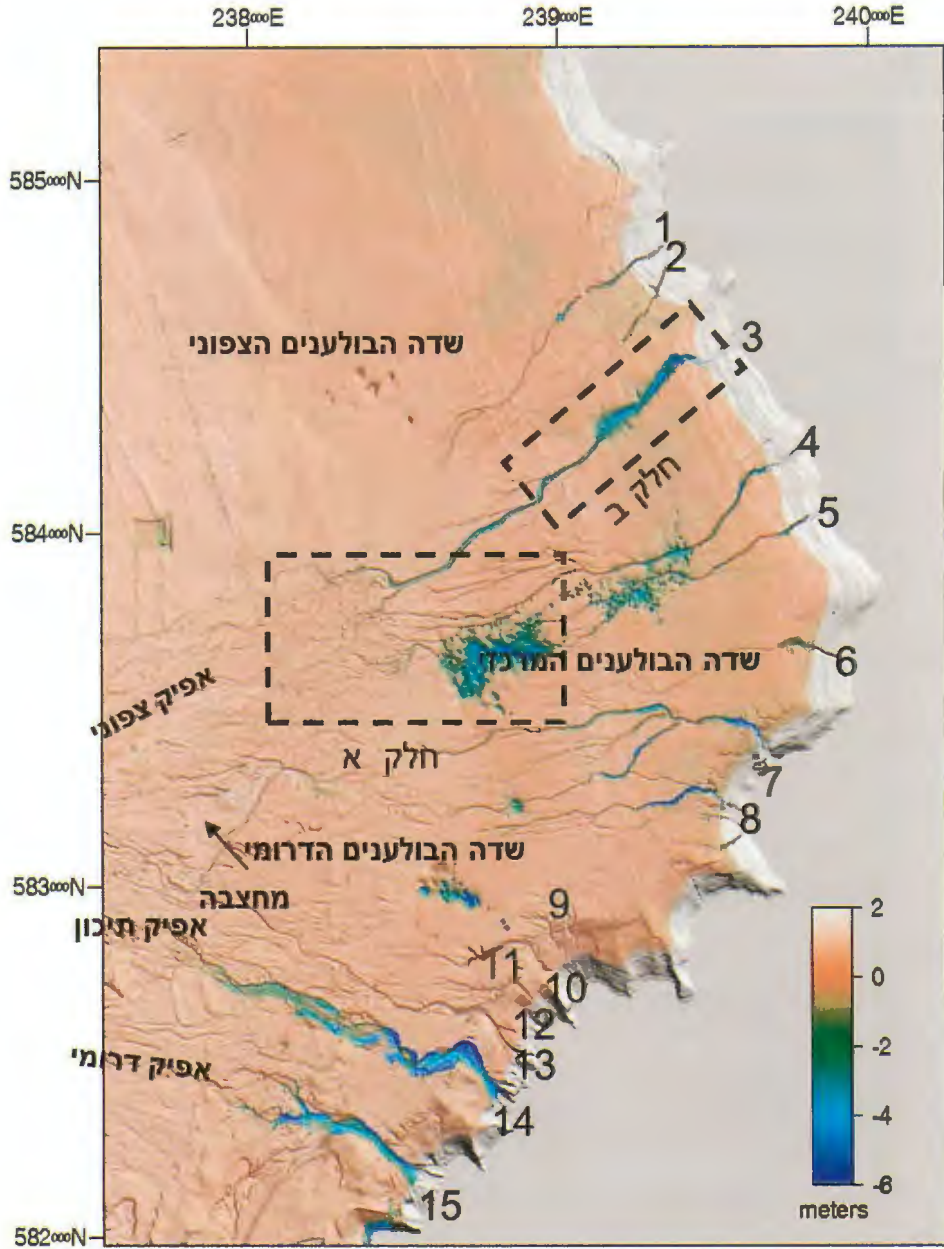 238000E 239000E 240000E
585000N
1
2
שדה הבולענים הצפוני
3
4
חלק ב
5
584000N
שדה הבולענים המרכזי
6
אפיק צפוני
חלק א
7
8
שדה הבולענים הדרומי
583000N
מחצבה
9
2
אפיק תיכון
11
0
10
12
-2
אפיק דרומי
13
14
-4
-6
15
meters
582000N